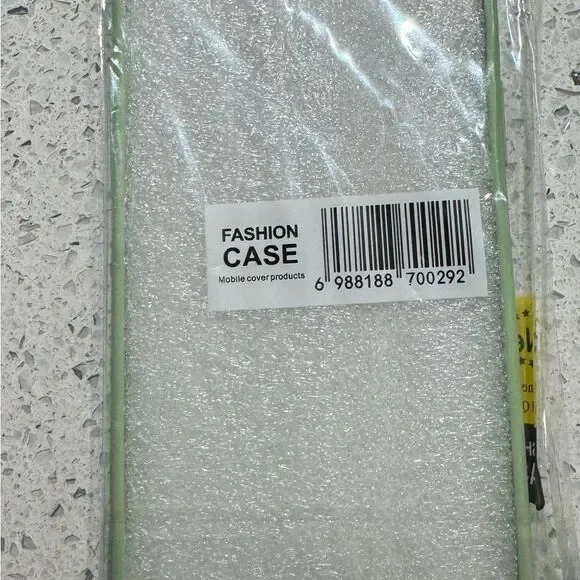 FASHION
CASE
Mobile cover products
6 988188 700292